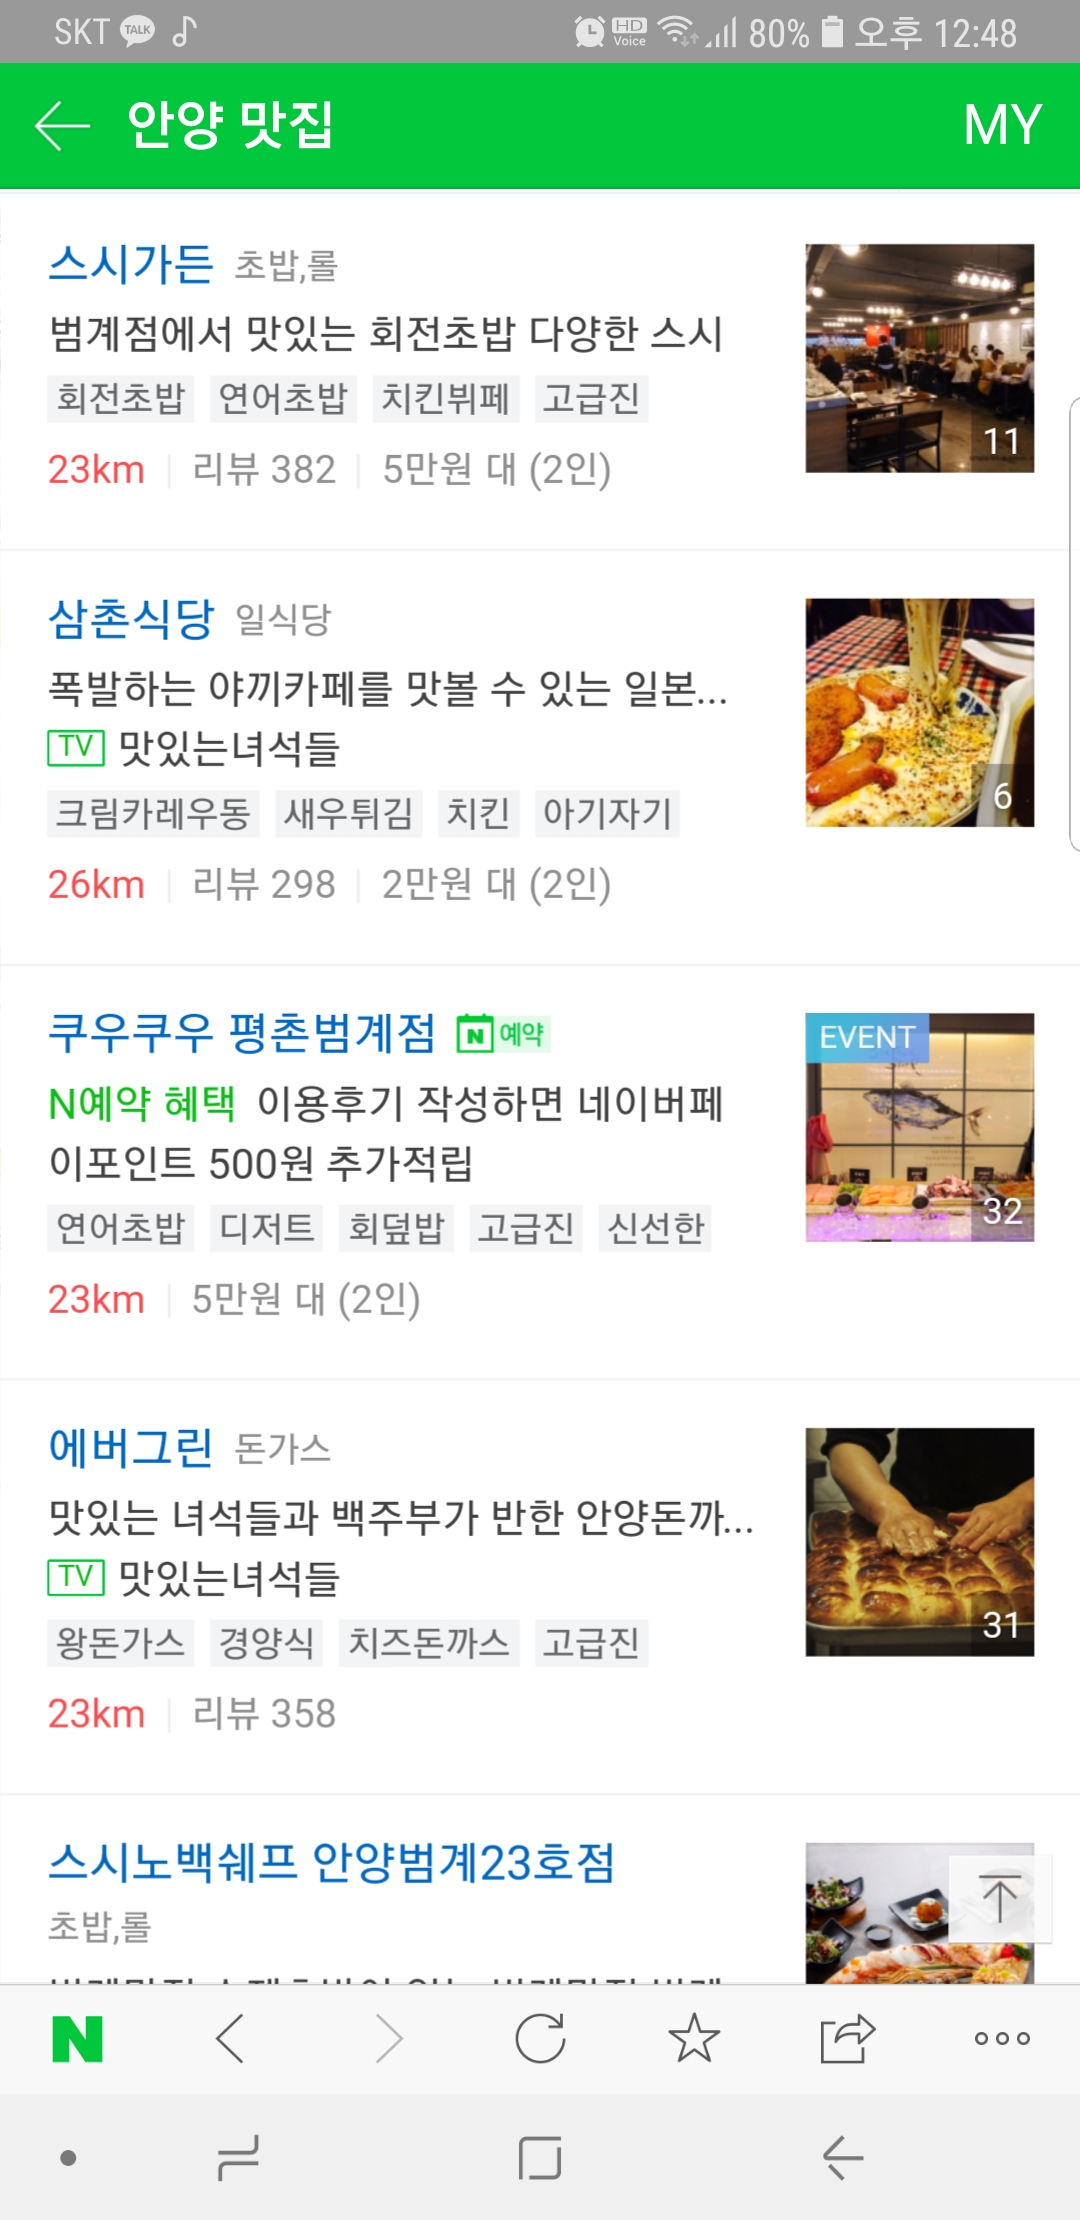 SKT TALK HD Voice 80% 오후 12:48
안양 맛집 MY
스시가든 초밥,롤
범계점에서 맛있는 회전초밥 다양한 스시
회전초밥 연어초밥 치킨뷔페 고급진
11
23km 리뷰 382 5만원 대 (2인)
삼촌식당 일식당
폭발하는 야끼카페를 맛볼 수 있는 일본...
TV 맛있는녀석들
크림카레우동 새우튀김 치킨 아기자기
6
26km 리뷰 298 2만원 대 (2인)
쿠우쿠우 평촌범계점 N 예약
EVENT
N예약 혜택 이용후기 작성하면 네이버페
이포인트 500원 추가적립
연어초밥 디저트 회덮밥 고급진 신선한
32
23km 5만원 대 (2인)
에버그린 돈가스
맛있는 녀석들과 백주부가 반한 안양돈까...
TV 맛있는녀석들
왕돈가스 경양식 치즈돈까스 고급진
31
23km 리뷰 358
스시노백쉐프 안양범계23호점
초밥,롤
N